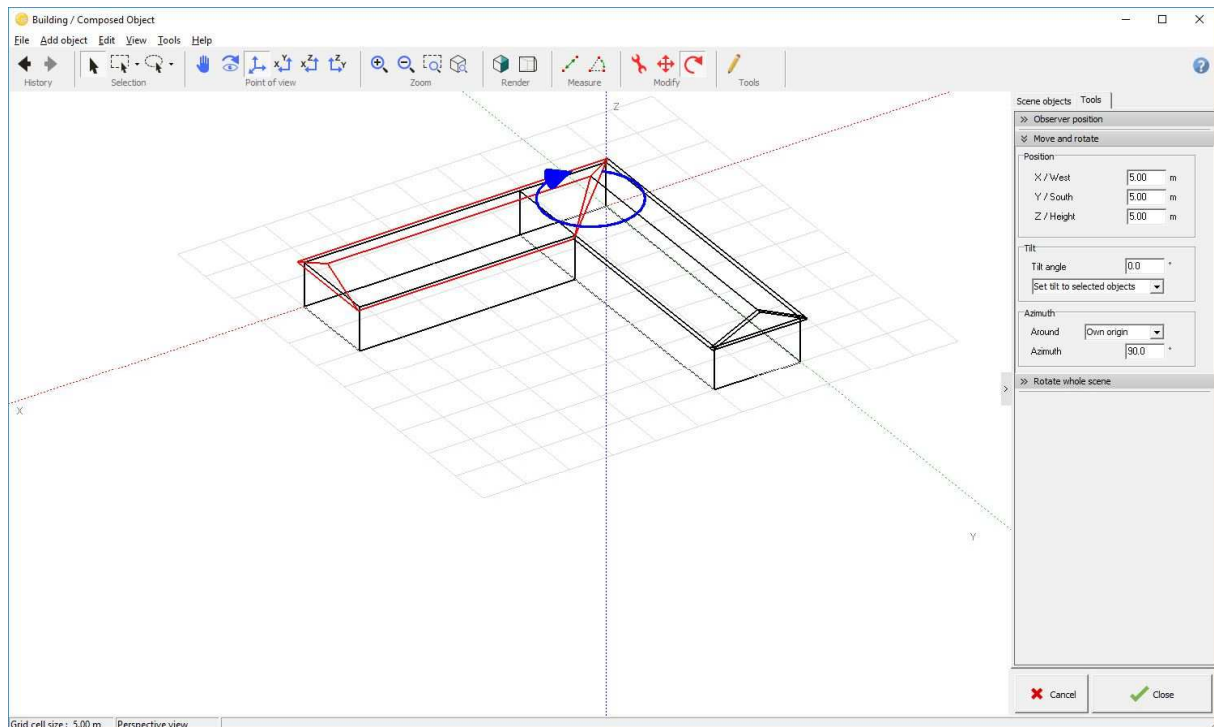 Building / Composed Object
File Add object Edit View Tools Help
History Selection Point of view Zoom Render Measure Modify Tools
Z
X
Y
Scene objects Tools
Observer position
Move and rotate
Position
X / West 5.00 m
Y / South 5.00 m
Z / Height 5.00 m
Tilt
Tilt angle 0.0 °
Set tilt to selected objects
Azimuth
Around Own origin
Azimuth 90.0 °
Rotate whole scene
Cancel Close
Grid cell size : 5.00 m Perspective view